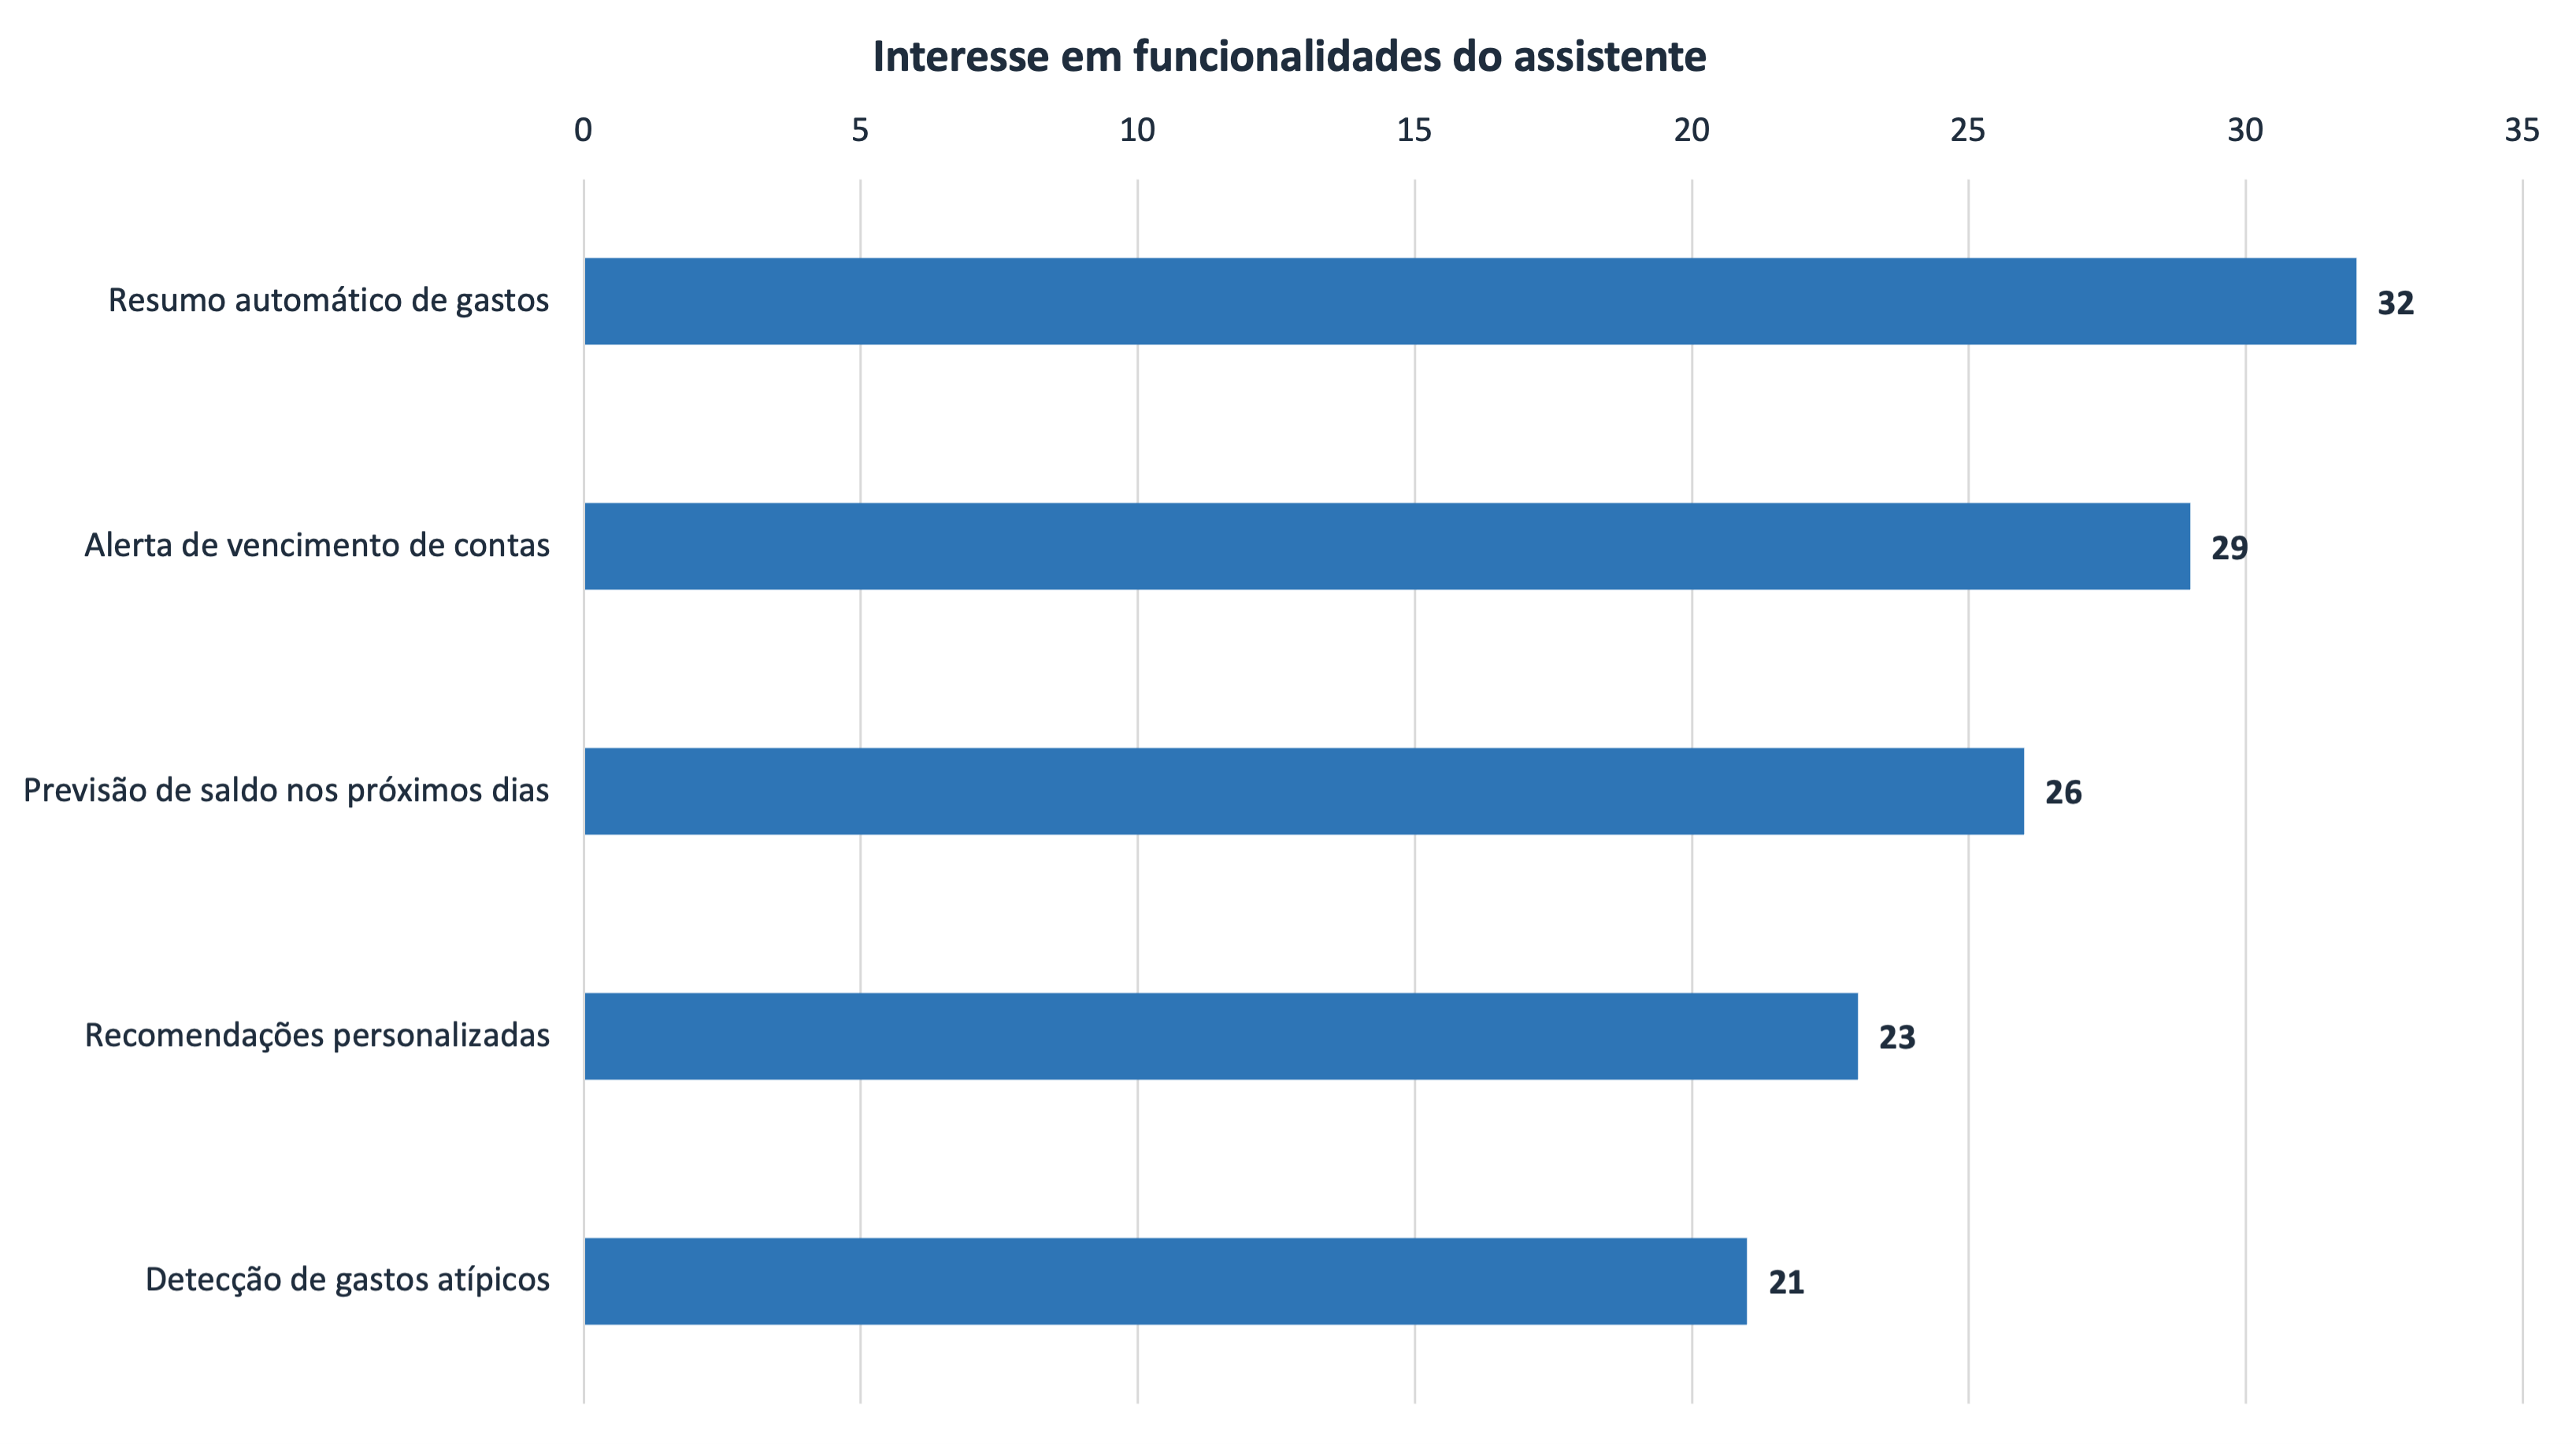 Interesse em funcionalidades do assistente
0 5 10 15 20 25 30 35
Resumo automático de gastos 32
Alerta de vencimento de contas 29
Previsão de saldo nos próximos dias 26
Recomendações personalizadas 23
Detecção de gastos atípicos 21